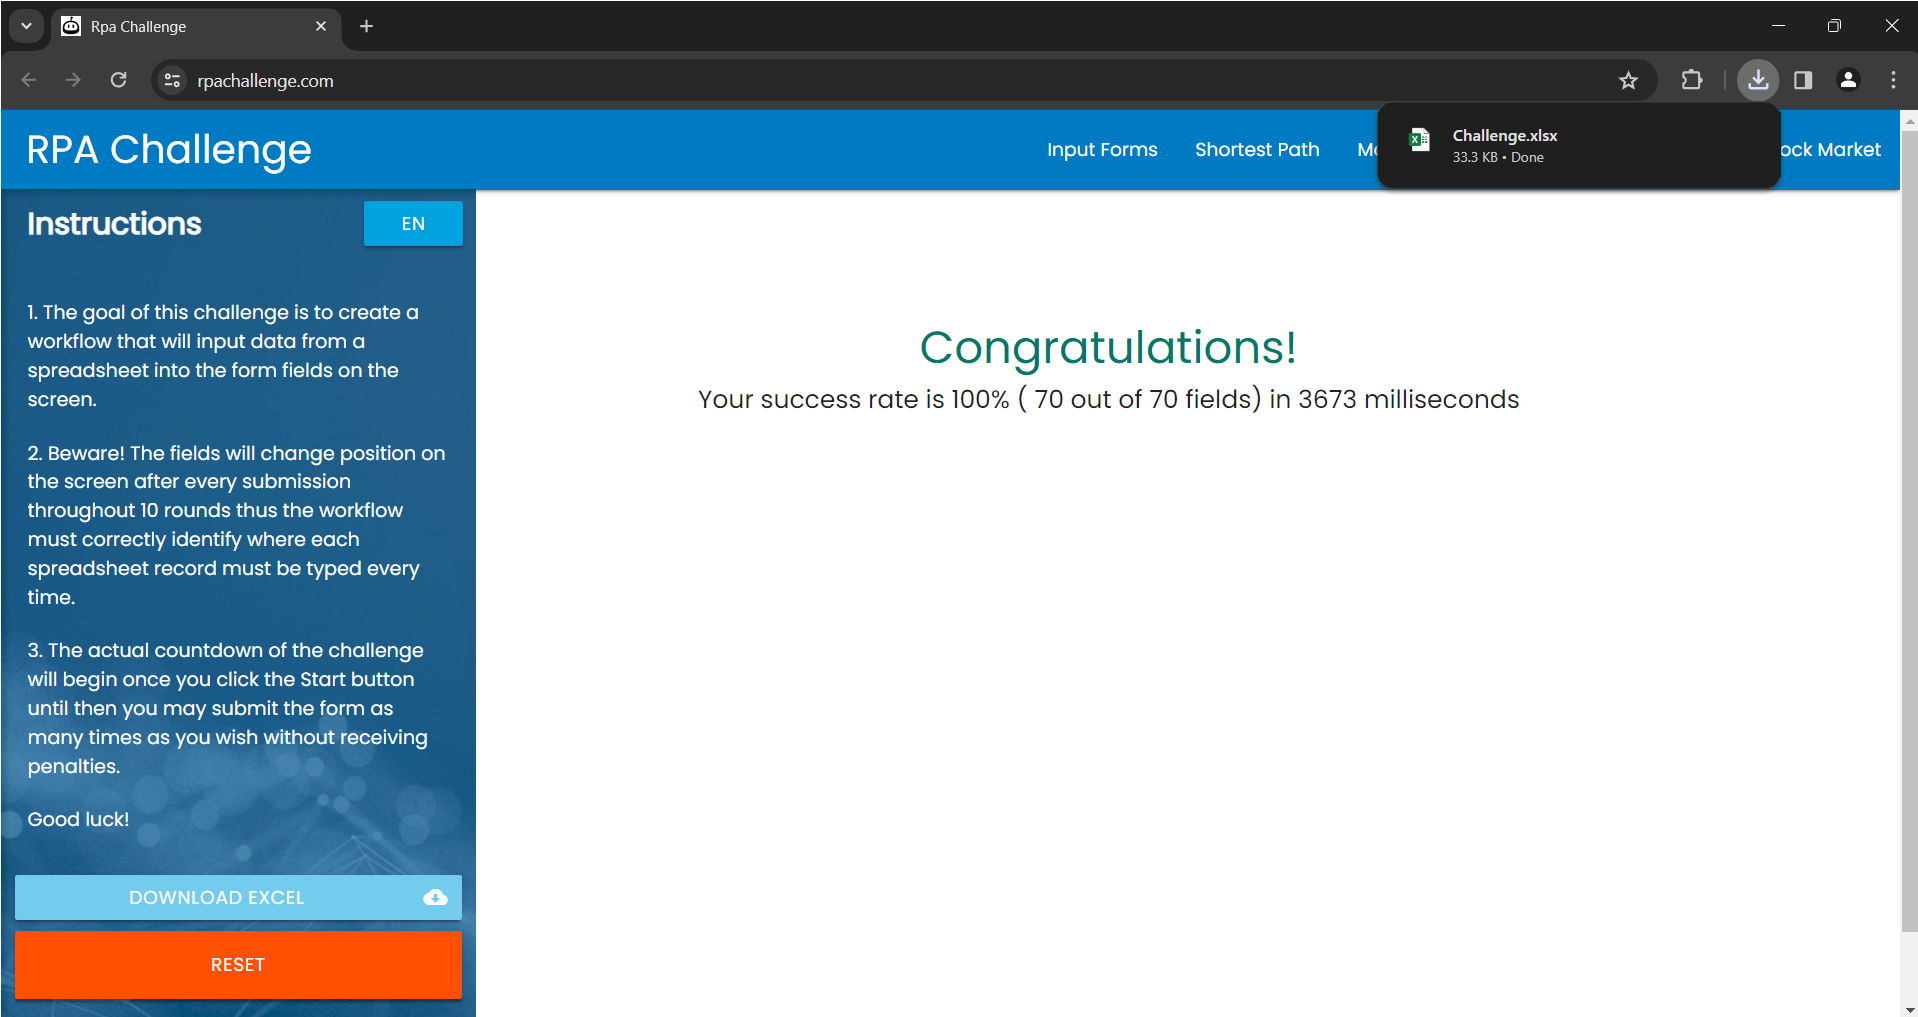 Rpa Challenge
rpachallenge.com
Challenge.xlsx
33.3 KB • Done
RPA Challenge
Input Forms
Shortest Path
ock Market
Instructions
EN
1. The goal of this challenge is to create a
workflow that will input data from a
spreadsheet into the form fields on the
screen.
2. Beware! The fields will change position on
the screen after every submission
throughout 10 rounds thus the workflow
must correctly identify where each
spreadsheet record must be typed every
time.
3. The actual countdown of the challenge
will begin once you click the Start button
until then you may submit the form as
many times as you wish without receiving
penalties.
Good luck!
DOWNLOAD EXCEL
RESET
Congratulations!
Your success rate is 100% ( 70 out of 70 fields) in 3673 milliseconds